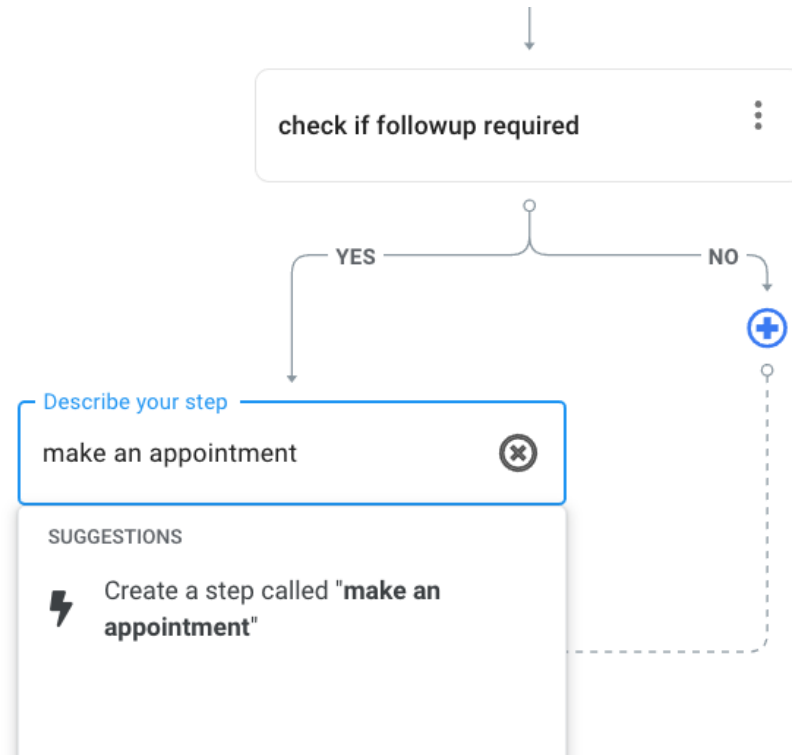 check if followup required
YES
NO
Describe your step
make an appointment
SUGGESTIONS
Create a step called "make an
appointment"